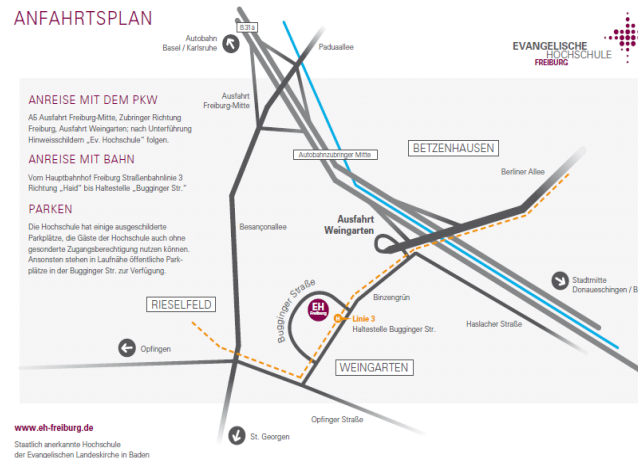 ANFAHRTSPLAN
B31a
Autobahn
Basel / Karlsruhe
Paduaallee
EVANGELISCHE
HOCHSCHULE
FREIBURG
ANREISE MIT DEM PKW
A5 Ausfahrt Freiburg-Mitte, Zubringer Richtung
Freiburg, Ausfahrt Weingarten; nach Unterführung
Hinweisschildern „Ev. Hochschule" folgen.
ANREISE MIT BAHN
Vom Hauptbahnhof Freiburg Straßenbahnlinie 3
Richtung „Haid" bis Haltestelle „Bugginger Str."
PARKEN
Die Hochschule hat einige ausgeschilderte
Parkplätze, die Gäste der Hochschule auch ohne
gesonderte Zugangsberechtigung nutzen können.
Ansonsten stehen in Laufnähe öffentliche Park-
plätze in der Bugginger Str. zur Verfügung.
Ausfahrt
Freiburg-Mitte
Autobahnzubringer Mitte
BETZENHAUSEN
Berliner Allee
Ausfahrt
Weingarten
Besançonallee
Stadtmitte
Donaueschingen / B
Binzengrün
Bugginger Straße
EH
Freiburg
H
Linie 3
Haltestelle Bugginger Str.
Haslacher Straße
RIESELFELD
Opfingen
WEINGARTEN
Opfinger Straße
St. Georgen
www.eh-freiburg.de
Staatlich anerkannte Hochschule
der Evangelischen Landeskirche in Baden